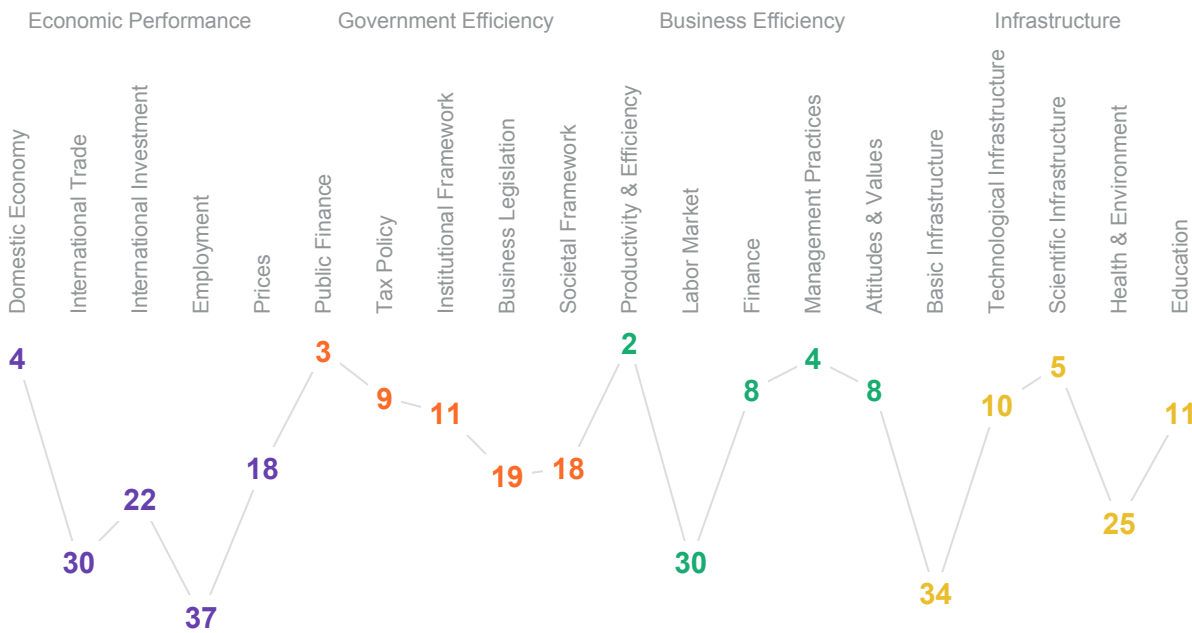 Economic Performance
Government Efficiency
Business Efficiency
Infrastructure
Domestic Economy
International Trade
International Investment
Employment
Prices
Public Finance
Tax Policy
Institutional Framework
Business Legislation
Societal Framework
Productivity & Efficiency
Labor Market
Finance
Management Practices
Attitudes & Values
Basic Infrastructure
Technological Infrastructure
Scientific Infrastructure
Health & Environment
Education
4
30
22
37
18
3
9
11
19
18
2
30
8
4
8
34
10
5
25
11